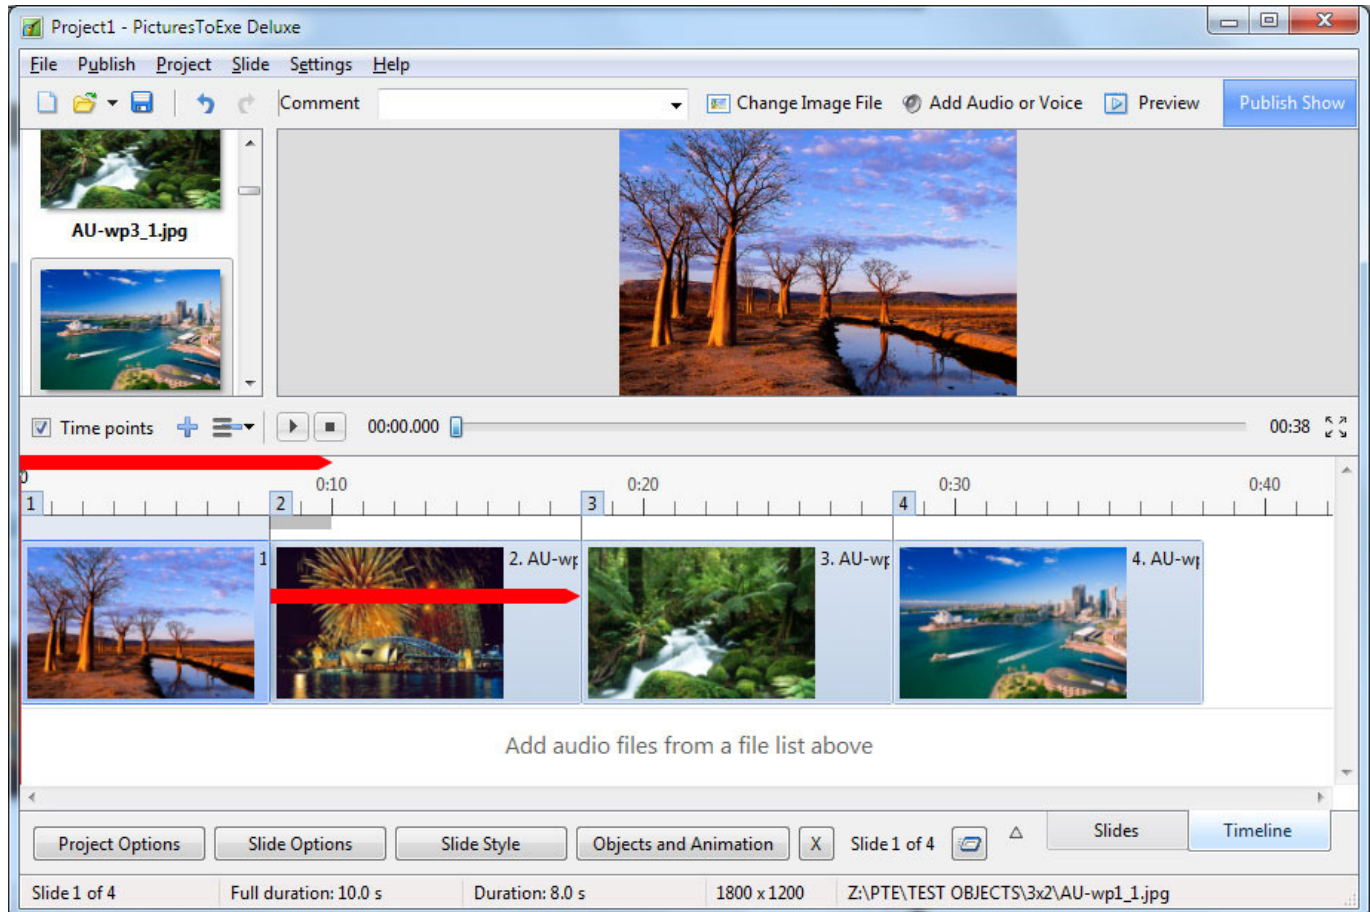 Project1 - PicturesToExe Deluxe
File Publish Project Slide Settings Help
Comment Change Image File Add Audio or Voice Preview Publish Show
AU-wp3_1.jpg
Time points 00:00.000 00:38
0 0:10 0:20 0:30 0:40
1 2 3 4
1 2. AU-wp 3. AU-wp 4. AU-wp
Add audio files from a file list above
Project Options Slide Options Slide Style Objects and Animation X Slide 1 of 4 Slides Timeline
Slide 1 of 4 Full duration: 10.0 s Duration: 8.0 s 1800 x 1200 Z:\PTE\TEST OBJECTS\3x2\AU-wp1_1.jpg